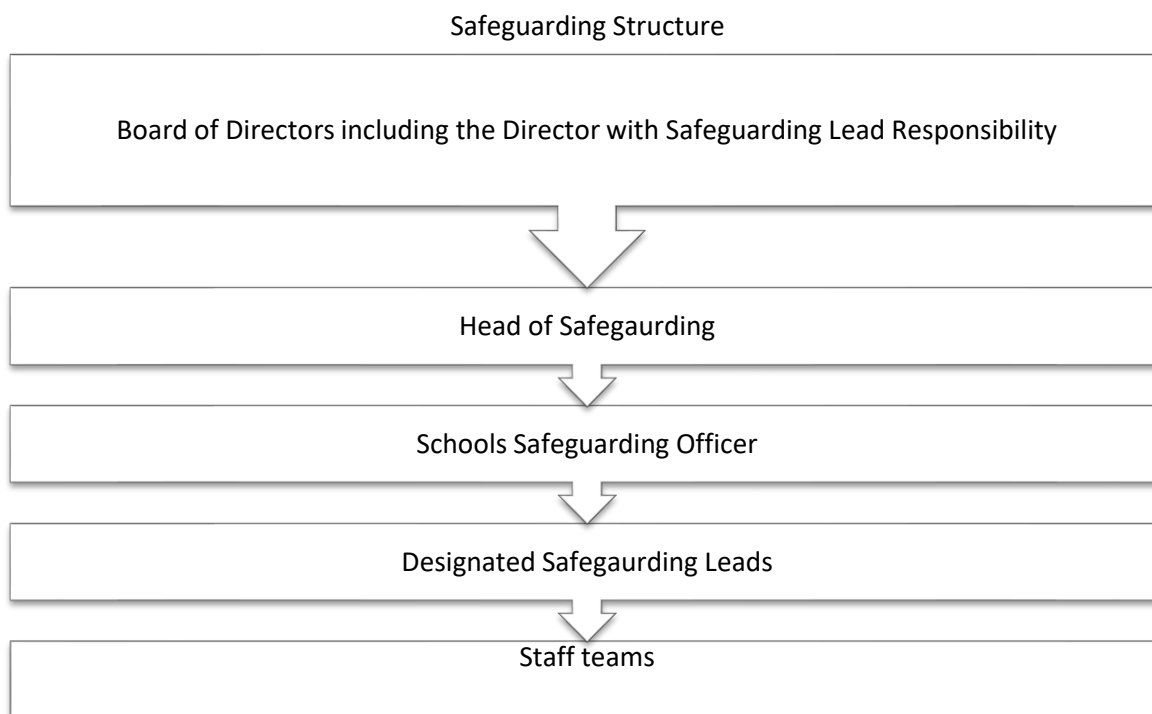 Safeguarding Structure
Board of Directors including the Director with Safeguarding Lead Responsibility
Head of Safegaurding
Schools Safeguarding Officer
Designated Safegaurding Leads
Staff teams